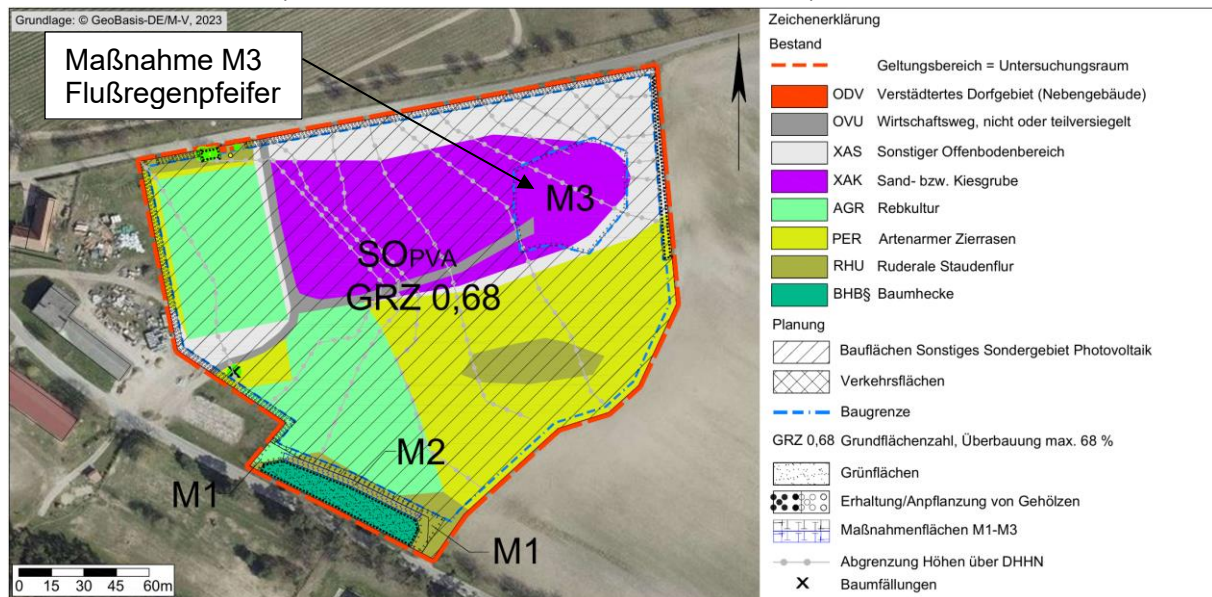 Grundlage: © GeoBasis-DE/M-V, 2023
Maßnahme M3
Flußregenpfeifer
M3
SOPVA
GRZ 0,68
M2
M1
M1
0 15 30 45 60m
Zeichenerklärung
Bestand
Geltungsbereich = Untersuchungsraum
ODV Verstädtertes Dorfgebiet (Nebengebäude)
OVU Wirtschaftsweg, nicht oder teilversiegelt
XAS Sonstiger Offenbodenbereich
XAK Sand- bzw. Kiesgrube
AGR Rebkultur
PER Artenarmer Zierrasen
RHU Ruderale Staudenflur
BHB§ Baumhecke
Planung
Bauflächen Sonstiges Sondergebiet Photovoltaik
Verkehrsflächen
Baugrenze
GRZ 0,68 Grundflächenzahl, Überbauung max. 68 %
Grünflächen
Erhaltung/Anpflanzung von Gehölzen
Maßnahmenflächen M1-M3
Abgrenzung Höhen über DHHN
Baumfällungen